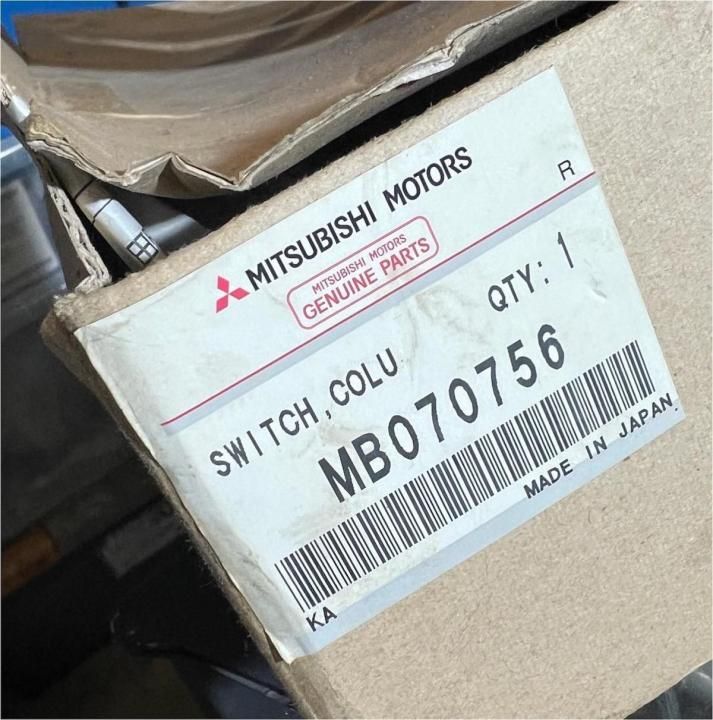 MITSUBISHI MOTORS
R
MITSUBISHI MOTORS
GENUINE PARTS
SWITCH,COLU
QTY: 1
MB070756
MADE IN JAPAN.
KA